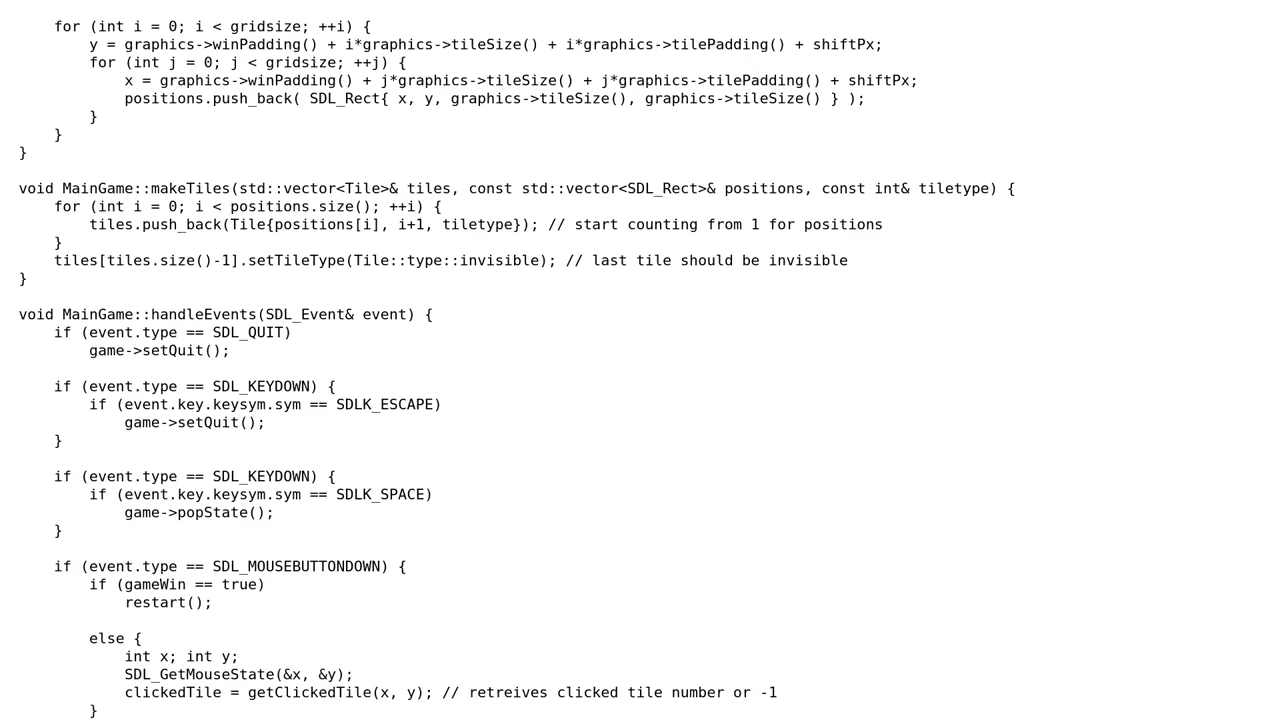 for (int i = 0; i < gridsize; ++i) {
        y = graphics->winPadding() + i*graphics->tileSize() + i*graphics->tilePadding() + shiftPx;
        for (int j = 0; j < gridsize; ++j) {
            x = graphics->winPadding() + j*graphics->tileSize() + j*graphics->tilePadding() + shiftPx;
            positions.push_back( SDL_Rect{ x, y, graphics->tileSize(), graphics->tileSize() } );
        }
    }
}

void MainGame::makeTiles(std::vector<Tile>& tiles, const std::vector<SDL_Rect>& positions, const int& tiletype) {
    for (int i = 0; i < positions.size(); ++i) {
        tiles.push_back(Tile{positions[i], i+1, tiletype}); // start counting from 1 for positions
    }
    tiles[tiles.size()-1].setTileType(Tile::type::invisible); // last tile should be invisible
}

void MainGame::handleEvents(SDL_Event& event) {
    if (event.type == SDL_QUIT)
        game->setQuit();

    if (event.type == SDL_KEYDOWN) {
        if (event.key.keysym.sym == SDLK_ESCAPE)
            game->setQuit();
    }

    if (event.type == SDL_KEYDOWN) {
        if (event.key.keysym.sym == SDLK_SPACE)
            game->popState();
    }

    if (event.type == SDL_MOUSEBUTTONDOWN) {
        if (gameWin == true)
            restart();

        else {
            int x; int y;
            SDL_GetMouseState(&x, &y);
            clickedTile = getClickedTile(x, y); // retreives clicked tile number or -1
        }